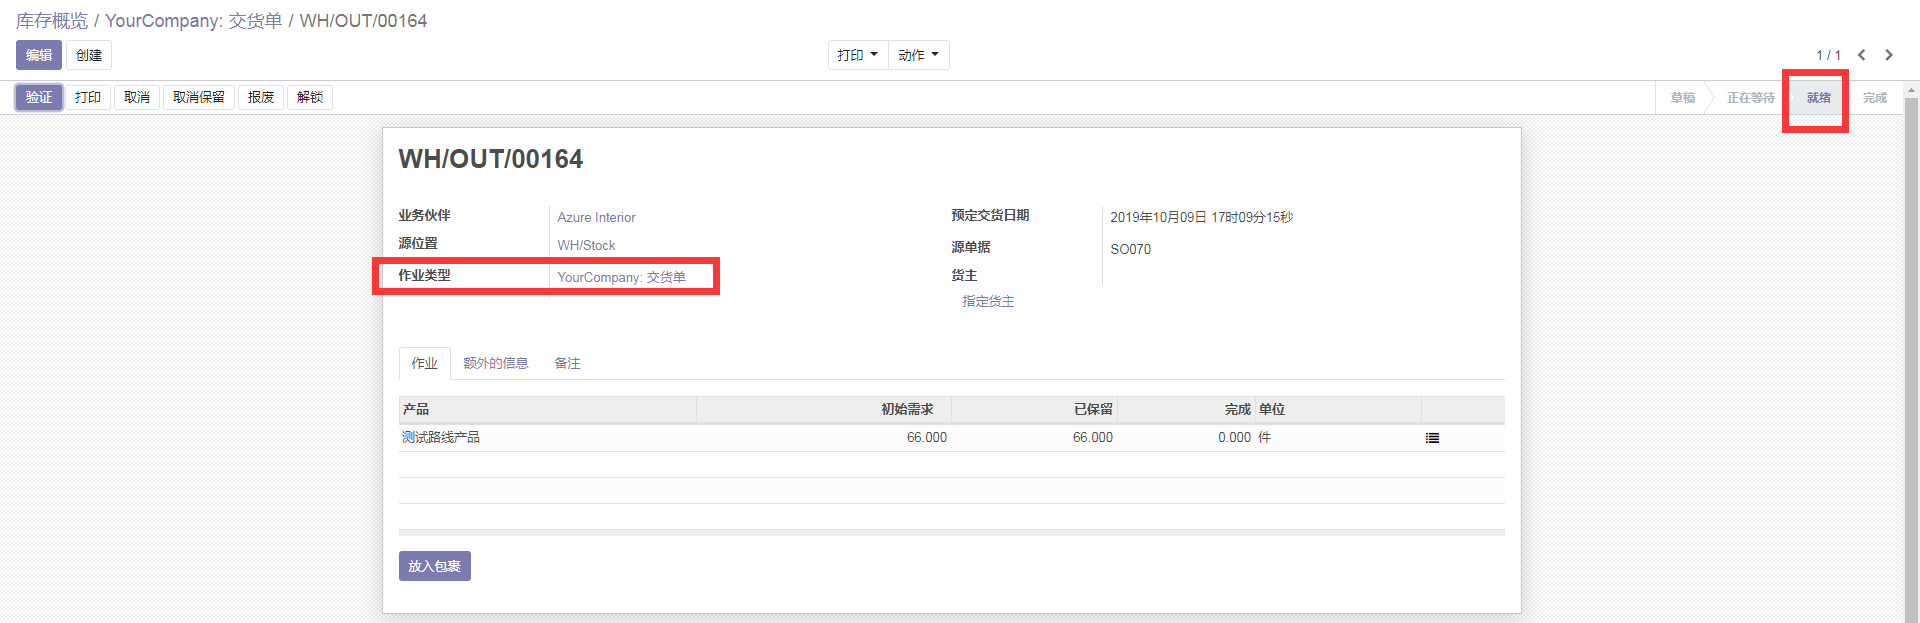 库存概览 / YourCompany: 交货单 / WH/OUT/00164
编辑 创建 打印 动作 1 / 1
验证 打印 取消 取消保留 报废 解锁 草稿 正在等待 就绪 完成
WH/OUT/00164
业务伙伴 Azure Interior 预定交货日期 2019年10月09日 17时09分15秒
源位置 WH/Stock 源单据 SO070
作业类型 YourCompany: 交货单 货主
指定货主
作业 额外的信息 备注
产品 初始需求 已保留 完成 单位
测试路线产品 66.000 66.000 0.000 件
放入包裹